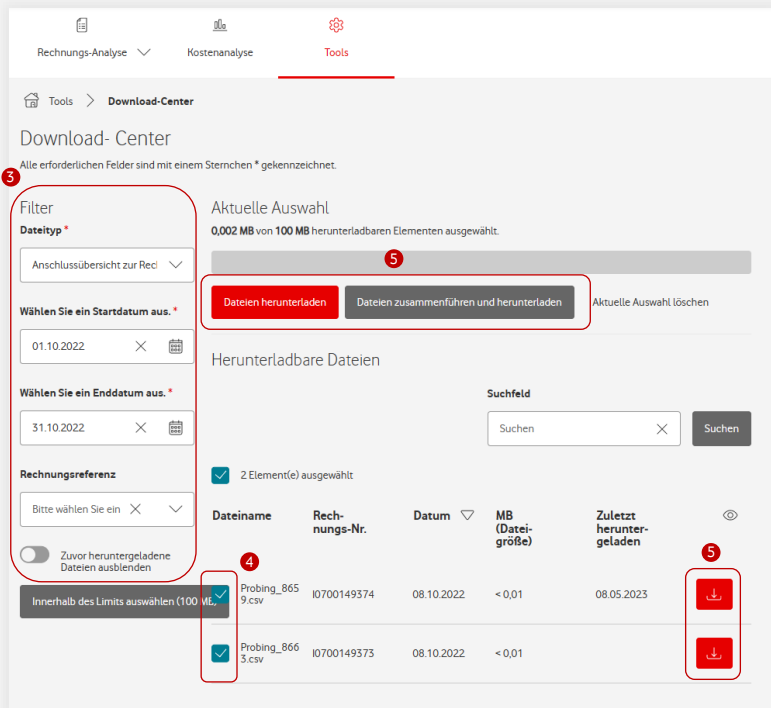 Rechnungs-Analyse
Kostenanalyse
Tools
Tools
Download-Center
Download- Center
Alle erforderlichen Felder sind mit einem Sternchen * gekennzeichnet.
3
Filter
Dateityp *
Anschlussübersicht zur Rec
Wählen Sie ein Startdatum aus. *
01.10.2022
Wählen Sie ein Enddatum aus. *
31.10.2022
Rechnungsreferenz
Bitte wählen Sie ein
Zuvor heruntergeladene
Dateien ausblenden
Innerhalb des Limits auswählen (100 MB)
Aktuelle Auswahl
0,002 MB von 100 MB herunterladbaren Elementen ausgewählt.
5
Dateien herunterladen
Dateien zusammenführen und herunterladen
Aktuelle Auswahl löschen
Herunterladbare Dateien
Suchfeld
Suchen
Suchen
2 Element(e) ausgewählt
Dateiname
Rech-
nungs-Nr.
Datum
MB
(Datei-
größe)
Zuletzt
herunter-
geladen
4
5
Probing_865
9.csv
I0700149374
08.10.2022
< 0,01
08.05.2023
Probing_866
3.csv
I0700149373
08.10.2022
< 0,01